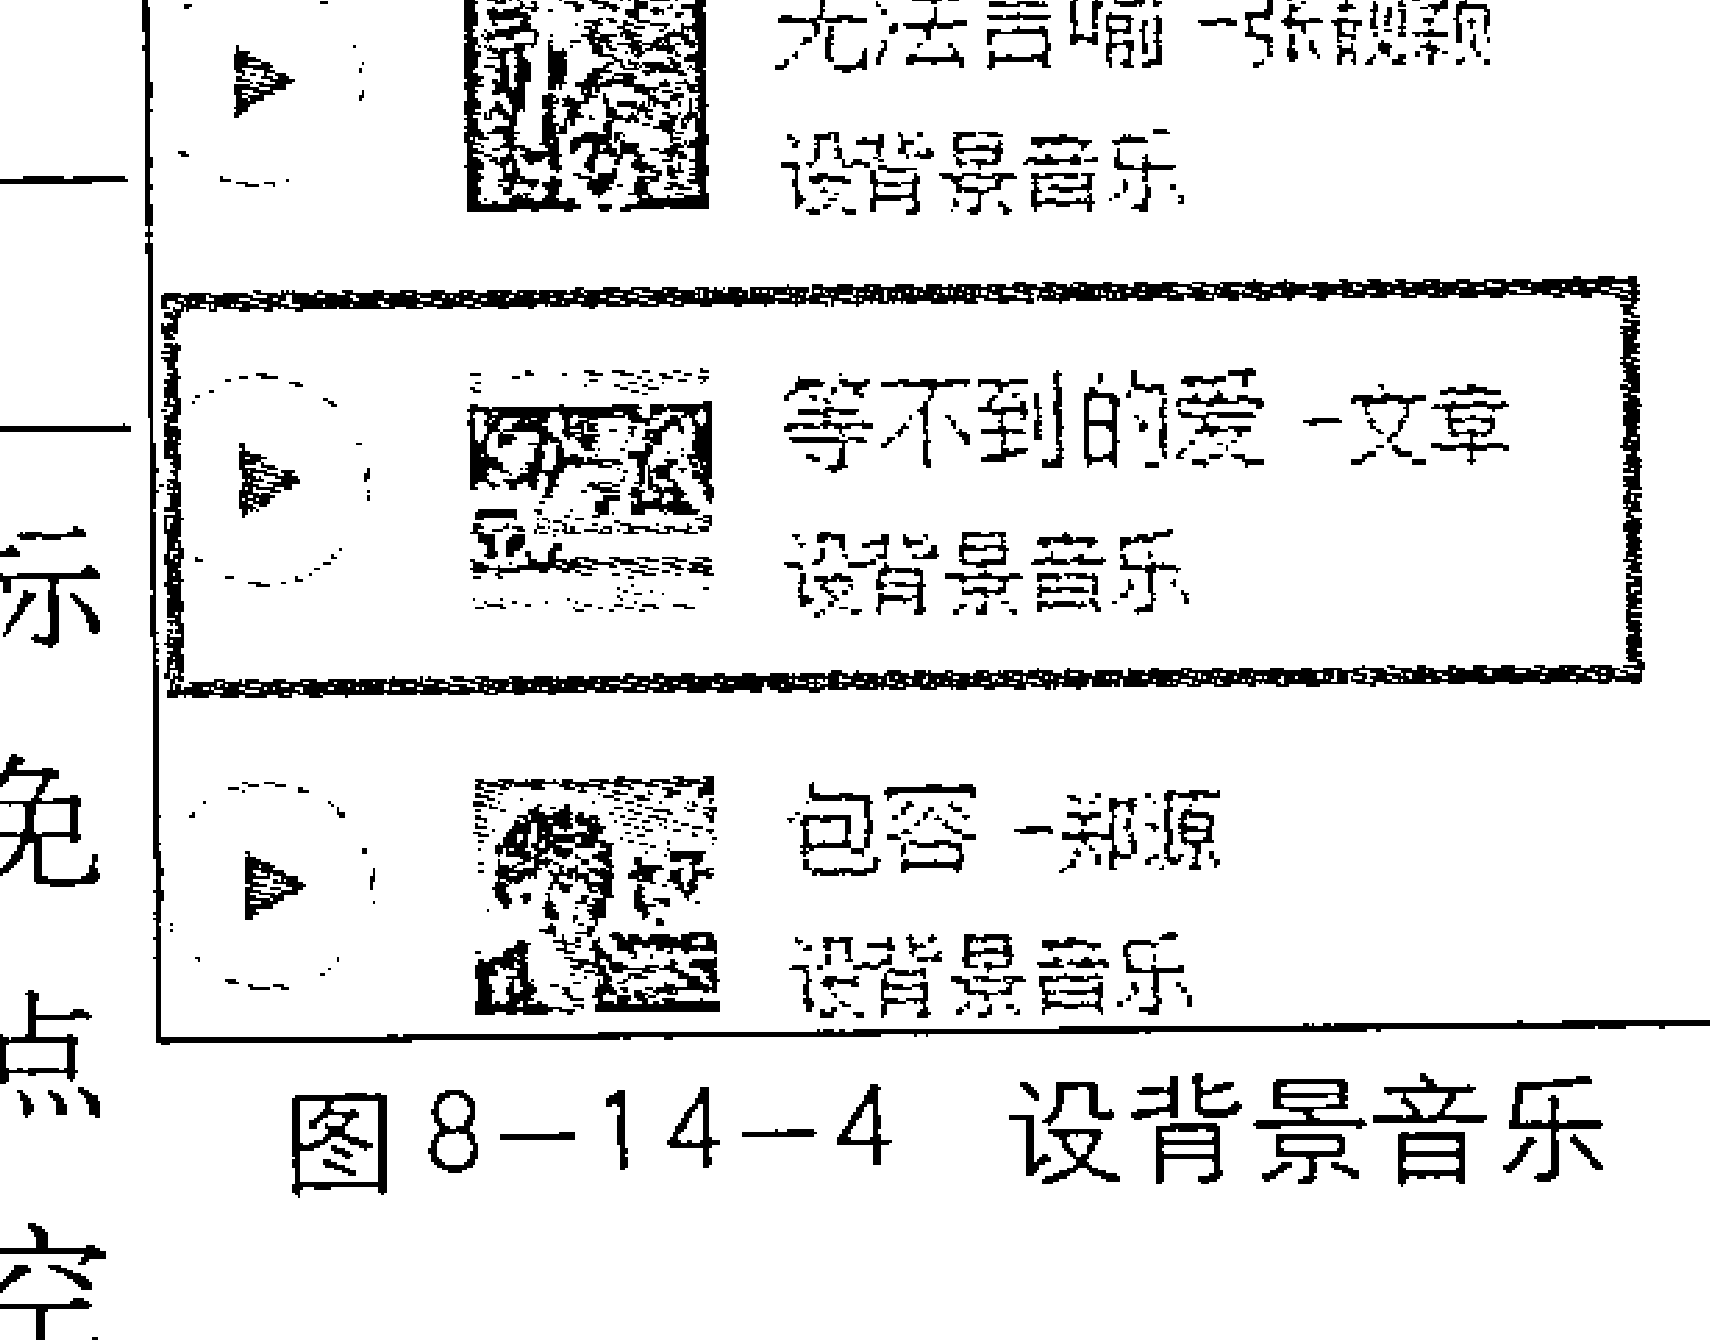 无法言喻 -张靓颖
设背景音乐
等不到的爱 -文章
设背景音乐
包容 -郑源
设背景音乐
图8-14-4 设背景音乐
示
免
点
空